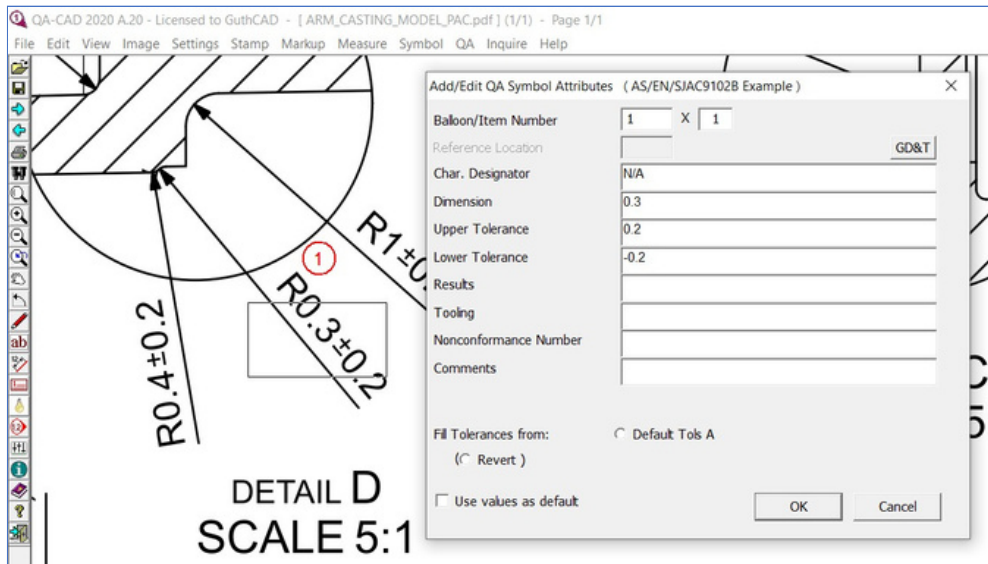 QA-CAD 2020 A.20 - Licensed to GuthCAD - [ ARM_CASTING_MODEL_PAC.pdf ] (1/1) - Page 1/1
File Edit View Image Settings Stamp Markup Measure Symbol QA Inquire Help
Add/Edit QA Symbol Attributes ( AS/EN/SJAC9102B Example )
Balloon/Item Number 1 X 1
Reference Location GD&T
Char. Designator N/A
Dimension 0.3
Upper Tolerance 0.2
Lower Tolerance -0.2
Results
Tooling
Nonconformance Number
Comments
Fill Tolerances from: Default Tols A
(Revert )
Use values as default
OK Cancel
R1±0.
1
R0.3±0.2
R0.4±0.2
DETAIL D
SCALE 5:1
ab
C
5